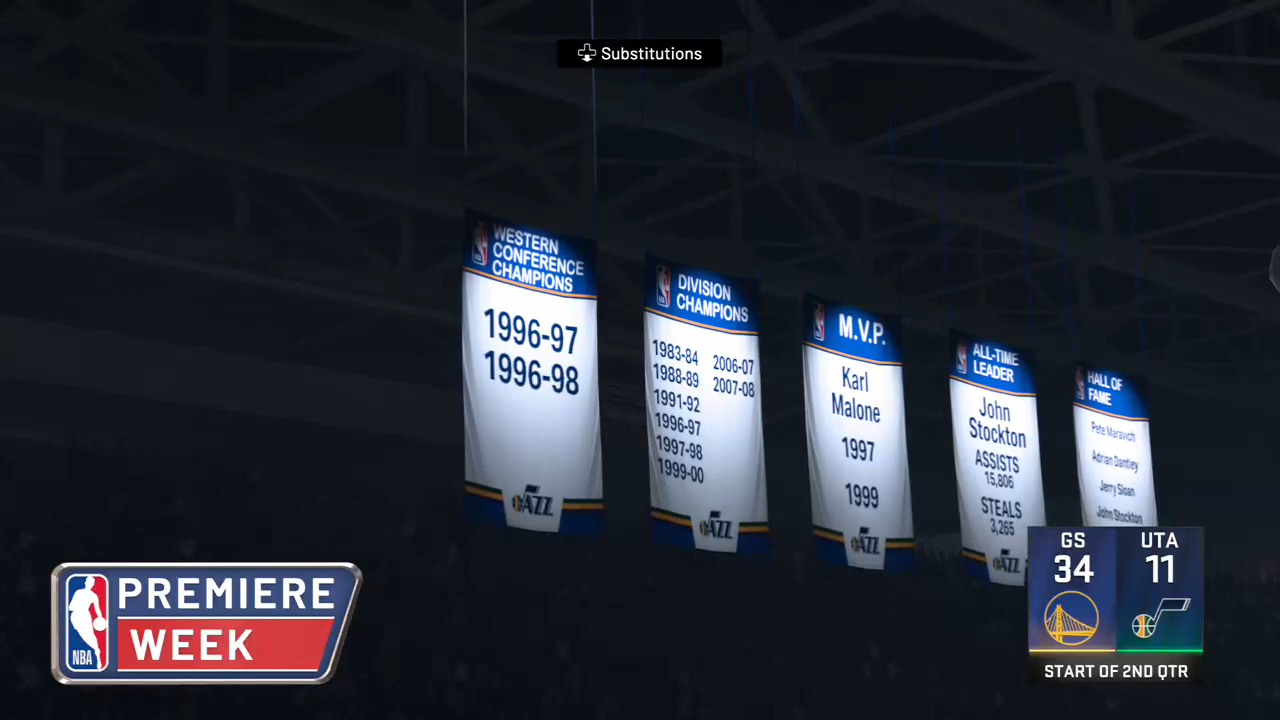 Substitutions
WESTERN
CONFERENCE
CHAMPIONS
1996-97
1996-98
JAZZ
DIVISION
CHAMPIONS
1983-84 2006-07
1988-89 2007-08
1991-92
1996-97
1997-98
1999-00
JAZZ
M.V.P.
Karl
Malone
1997
1999
JAZZ
ALL-TIME
LEADER
John
Stockton
ASSISTS
15,806
STEALS
3,265
JAZZ
HALL OF
FAME
Pete Maravich
Adrian Dantley
Jerry Sloan
John Stockton
NBA
PREMIERE
WEEK
GS UTA
34 11
START OF 2ND QTR